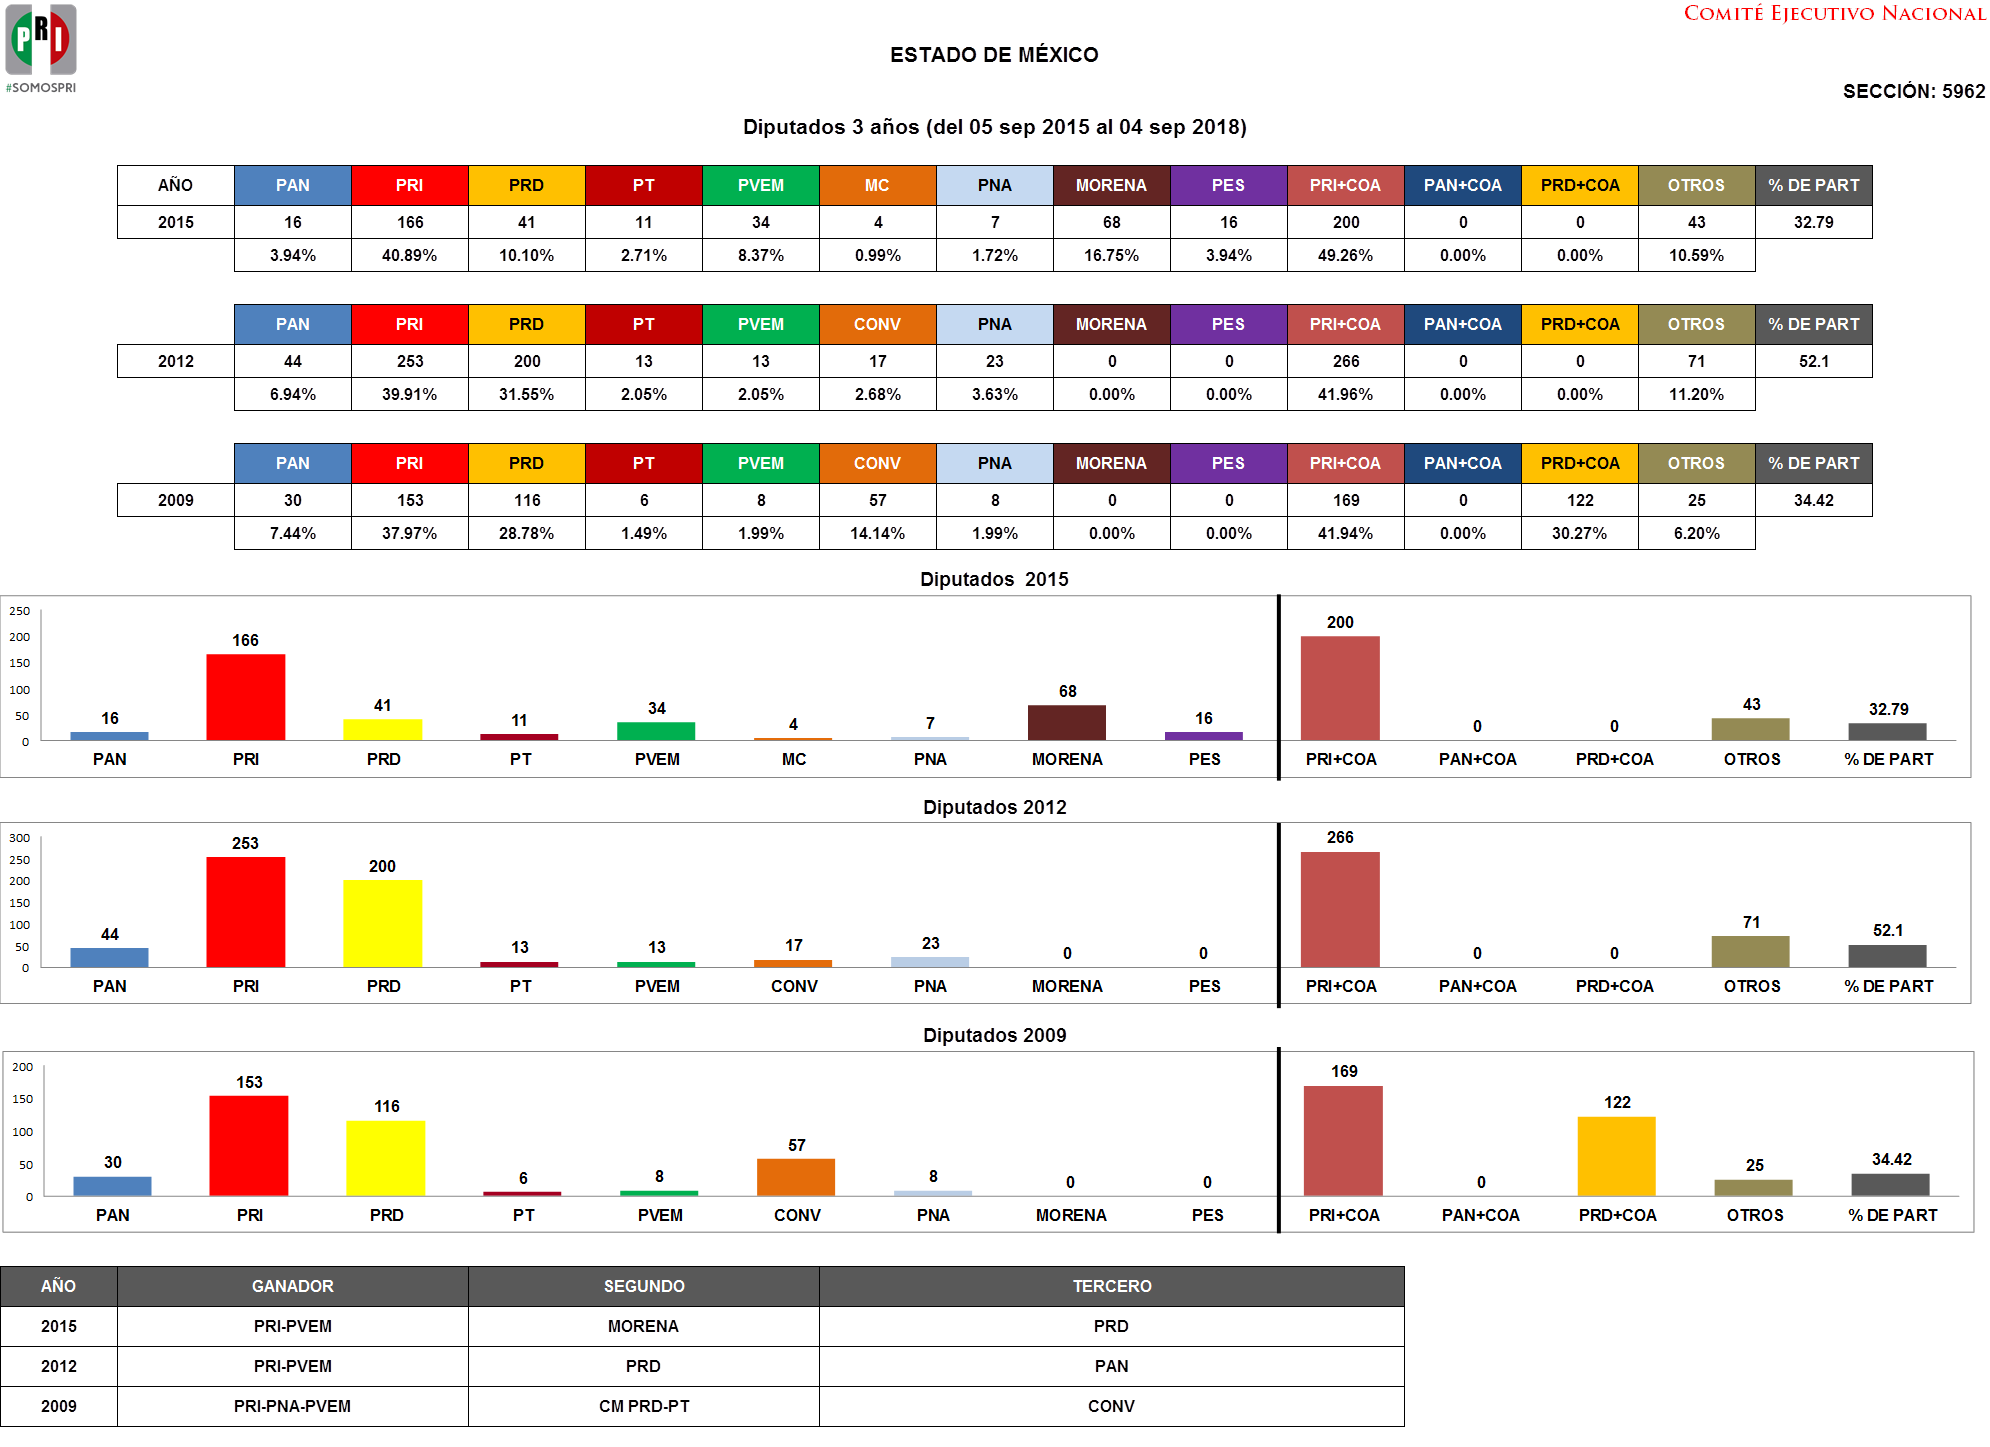 COMITÉ EJECUTIVO NACIONAL
PRI
#SOMOSPRI
ESTADO DE MÉXICO
SECCIÓN: 5962
Diputados 3 años (del 05 sep 2015 al 04 sep 2018)
AÑO PAN PRI PRD PT PVEM MC PNA MORENA PES PRI+COA PAN+COA PRD+COA OTROS % DE PART
2015 16 166 41 11 34 4 7 68 16 200 0 0 43 32.79
3.94% 40.89% 10.10% 2.71% 8.37% 0.99% 1.72% 16.75% 3.94% 49.26% 0.00% 0.00% 10.59%
PAN PRI PRD PT PVEM CONV PNA MORENA PES PRI+COA PAN+COA PRD+COA OTROS % DE PART
2012 44 253 200 13 13 17 23 0 0 266 0 0 71 52.1
6.94% 39.91% 31.55% 2.05% 2.05% 2.68% 3.63% 0.00% 0.00% 41.96% 0.00% 0.00% 11.20%
PAN PRI PRD PT PVEM CONV PNA MORENA PES PRI+COA PAN+COA PRD+COA OTROS % DE PART
2009 30 153 116 6 8 57 8 0 0 169 0 122 25 34.42
7.44% 37.97% 28.78% 1.49% 1.99% 14.14% 1.99% 0.00% 0.00% 41.94% 0.00% 30.27% 6.20%
Diputados 2015
250
200
150
100
50
0
16 166 41 11 34 4 7 68 16 200 0 0 43 32.79
PAN PRI PRD PT PVEM MC PNA MORENA PES PRI+COA PAN+COA PRD+COA OTROS % DE PART
Diputados 2012
300
250
200
150
100
50
0
44 253 200 13 13 17 23 0 0 266 0 0 71 52.1
PAN PRI PRD PT PVEM CONV PNA MORENA PES PRI+COA PAN+COA PRD+COA OTROS % DE PART
Diputados 2009
200
150
100
50
0
30 153 116 6 8 57 8 0 0 169 0 122 25 34.42
PAN PRI PRD PT PVEM CONV PNA MORENA PES PRI+COA PAN+COA PRD+COA OTROS % DE PART
AÑO GANADOR SEGUNDO TERCERO
2015 PRI-PVEM MORENA PRD
2012 PRI-PVEM PRD PAN
2009 PRI-PNA-PVEM CM PRD-PT CONV